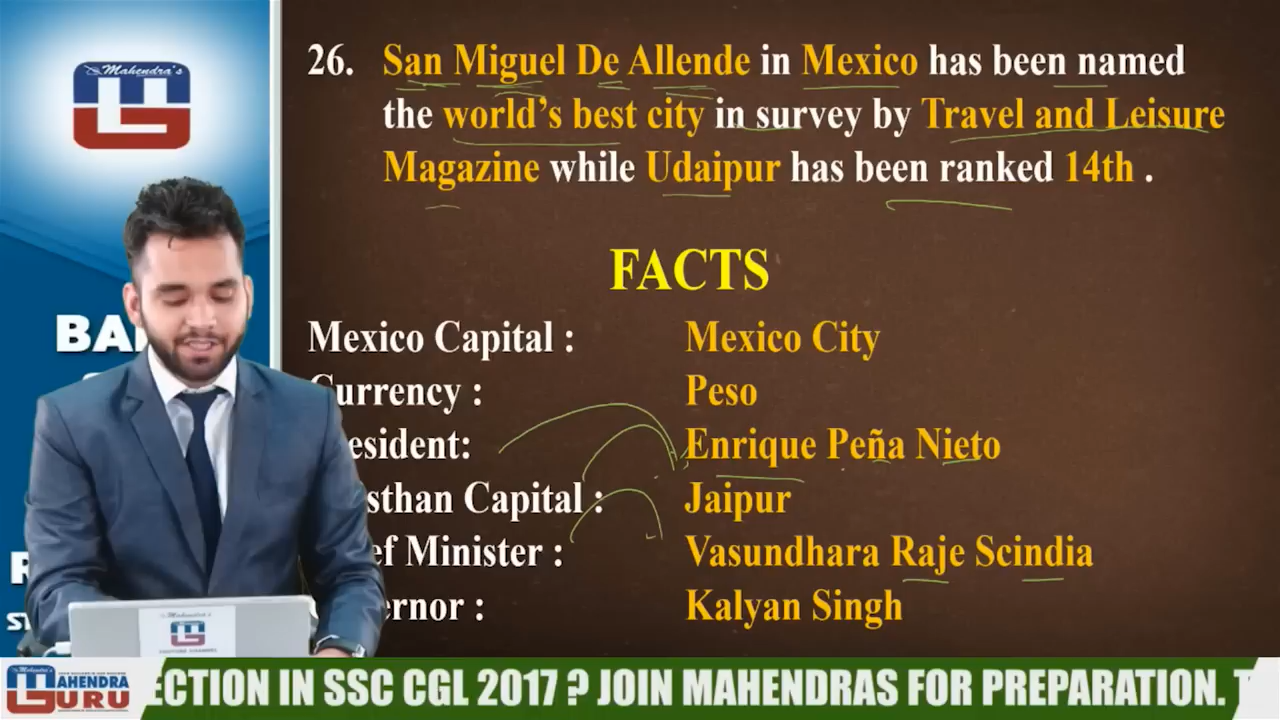 Mahendra's
26. San Miguel De Allende in Mexico has been named
the world's best city in survey by Travel and Leisure
Magazine while Udaipur has been ranked 14th .
FACTS
Mexico Capital : Mexico City
Currency : Peso
esident: Enrique Peña Nieto
sthan Capital : Jaipur
ef Minister : Vasundhara Raje Scindia
ernor : Kalyan Singh
BA
R
S
Mahendra's
Mahendra's
MAHENDRA
GURU
ECTION IN SSC CGL 2017 ? JOIN MAHENDRAS FOR PREPARATION. T